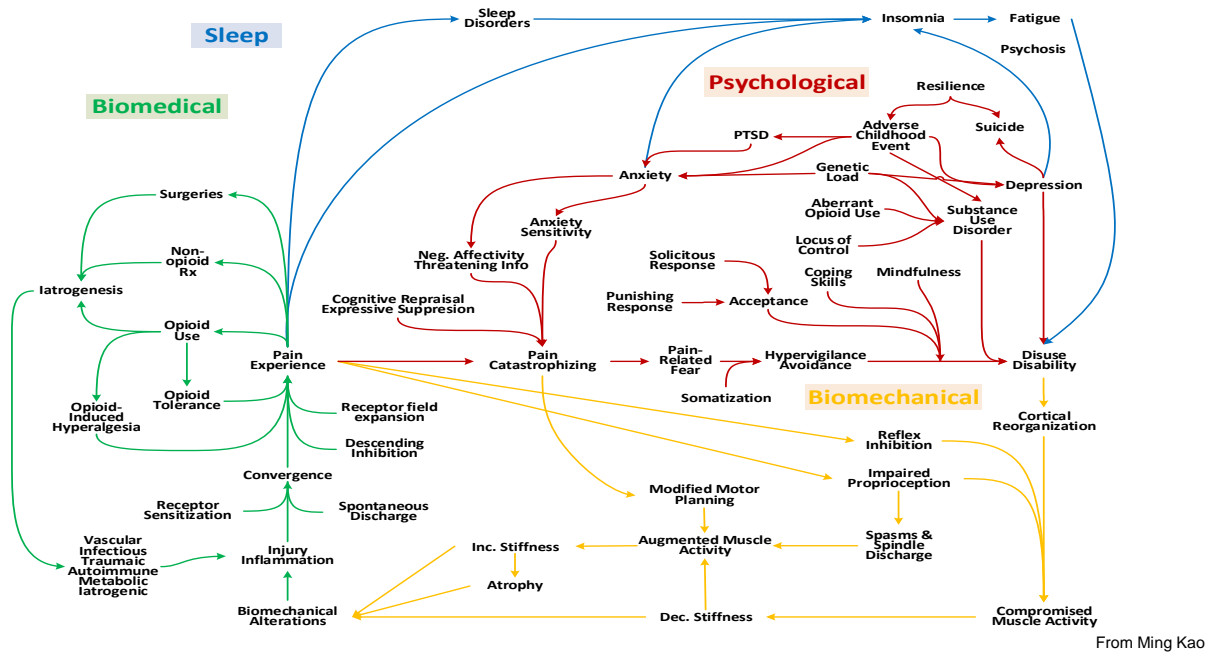 Sleep
Disorders
Insomnia
Fatigue
Sleep
Psychosis
Psychological
Resilience
Biomedical
Adverse
Childhood
Event
Suicide
PTSD
Genetic
Load
Anxiety
Depression
Surgeries
Aberrant
Opioid Use
Substance
Use
Disorder
Anxiety
Sensitivity
Locus of
Control
Non-
opioid
Rx
Neg. Affectivity
Threatening Info
Solicitous
Response
Coping
Skills
Mindfulness
Iatrogenesis
Cognitive Repraisal
Expressive Suppresion
Punishing
Response
Acceptance
Opioid
Use
Pain
Experience
Pain
Catastrophizing
Pain-
Related
Fear
Hypervigilance
Avoidance
Disuse
Disability
Opioid
Tolerance
Somatization
Biomechanical
Opioid-
Induced
Hyperalgesia
Receptor field
expansion
Cortical
Reorganization
Descending
Inhibition
Reflex
Inhibition
Convergence
Impaired
Proprioception
Receptor
Sensitization
Spontaneous
Discharge
Modified Motor
Planning
Vascular
Infectious
Traumaic
Autoimmune
Metabolic
Iatrogenic
Injury
Inflammation
Inc. Stiffness
Augmented Muscle
Activity
Spasms &
Spindle
Discharge
Atrophy
Biomechanical
Alterations
Dec. Stiffness
Compromised
Muscle Activity
From Ming Kao